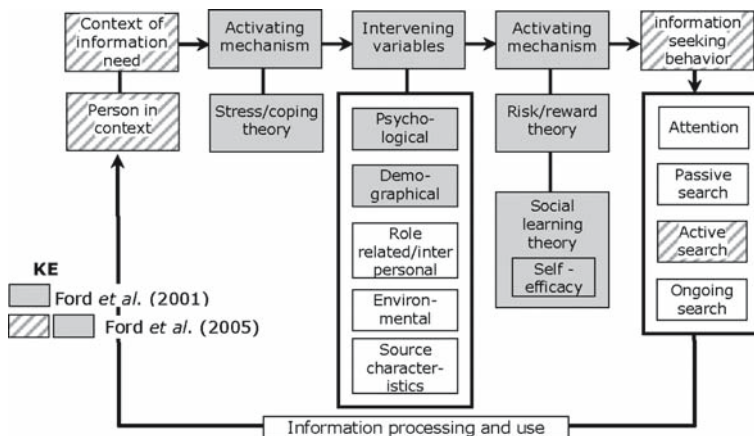 Context of
information
need
Activating
mechanism
Intervening
variables
Activating
mechanism
information
seeking
behavior
Person in
context
Stress/coping
theory
Psycho-
logical
Demo-
graphical
Role
related/inter
personal
Environ-
mental
Source
character-
istics
Risk/reward
theory
Social
learning
theory
Self -
efficacy
Attention
Passive
search
Active
search
Ongoing
search
KE
Ford et al. (2001)
Ford et al. (2005)
Information processing and use